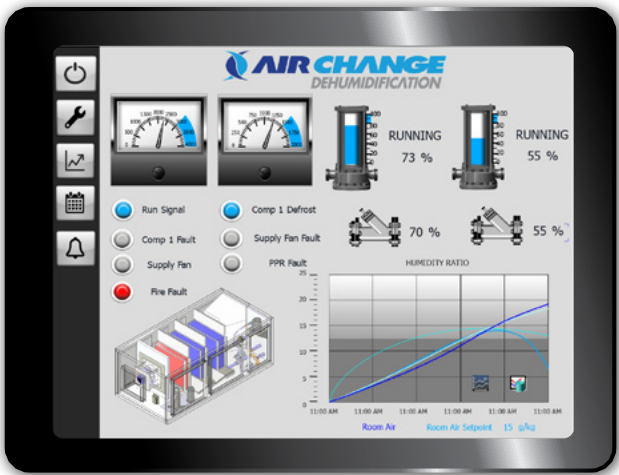 AIR CHANGE
DEHUMIDIFICATION
RUNNING
73 %
RUNNING
55 %
Run Signal
Comp 1 Defrost
Comp 1 Fault
Supply Fan Fault
70 %
55 %
Supply Fan
PPR Fault
Fire Fault
HUMIDITY RATIO
25
20
15
10
5
0
11:00 AM 11:00 AM 11:00 AM 11:00 AM 11:00 AM 11:00 AM
Room Air Room Air Setpoint 15 g/kg